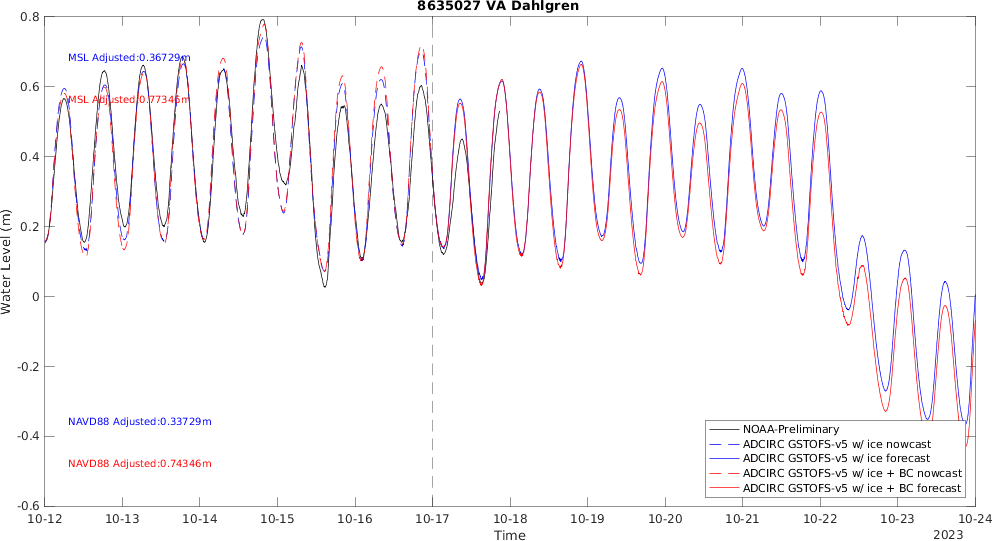 8635027 VA Dahlgren
0.8
0.6
0.4
0.2
0
-0.2
-0.4
-0.6
Water Level (m)
MSL Adjusted:0.36729m
MSL Adjusted:0.77346m
NAVD88 Adjusted:0.33729m
NAVD88 Adjusted:0.74346m
NOAA-Preliminary
ADCIRC GSTOFS-v5 w/ ice nowcast
ADCIRC GSTOFS-v5 w/ ice forecast
ADCIRC GSTOFS-v5 w/ ice + BC nowcast
ADCIRC GSTOFS-v5 w/ ice + BC forecast
10-12 10-13 10-14 10-15 10-16 10-17 10-18 10-19 10-20 10-21 10-22 10-23 10-24
Time
2023